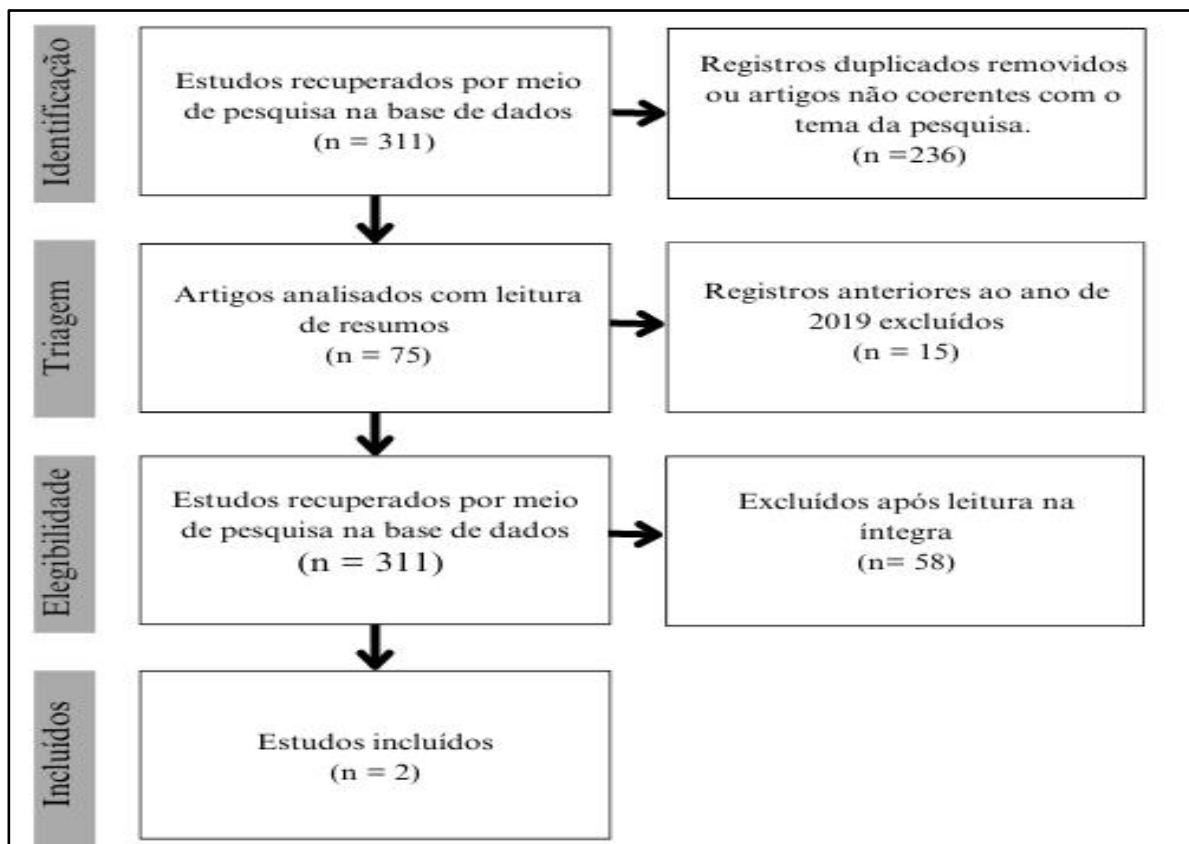 Identificação
Estudos recuperados por meio
de pesquisa na base de dados
(n = 311)
Registros duplicados removidos
ou artigos não coerentes com o
tema da pesquisa.
(n =236)
Triagem
Artigos analisados com leitura
de resumos
(n = 75)
Registros anteriores ao ano de
2019 excluídos
(n = 15)
Elegibilidade
Estudos recuperados por meio
de pesquisa na base de dados
(n = 311)
Excluídos após leitura na
íntegra
(n= 58)
Incluídos
Estudos incluídos
(n = 2)